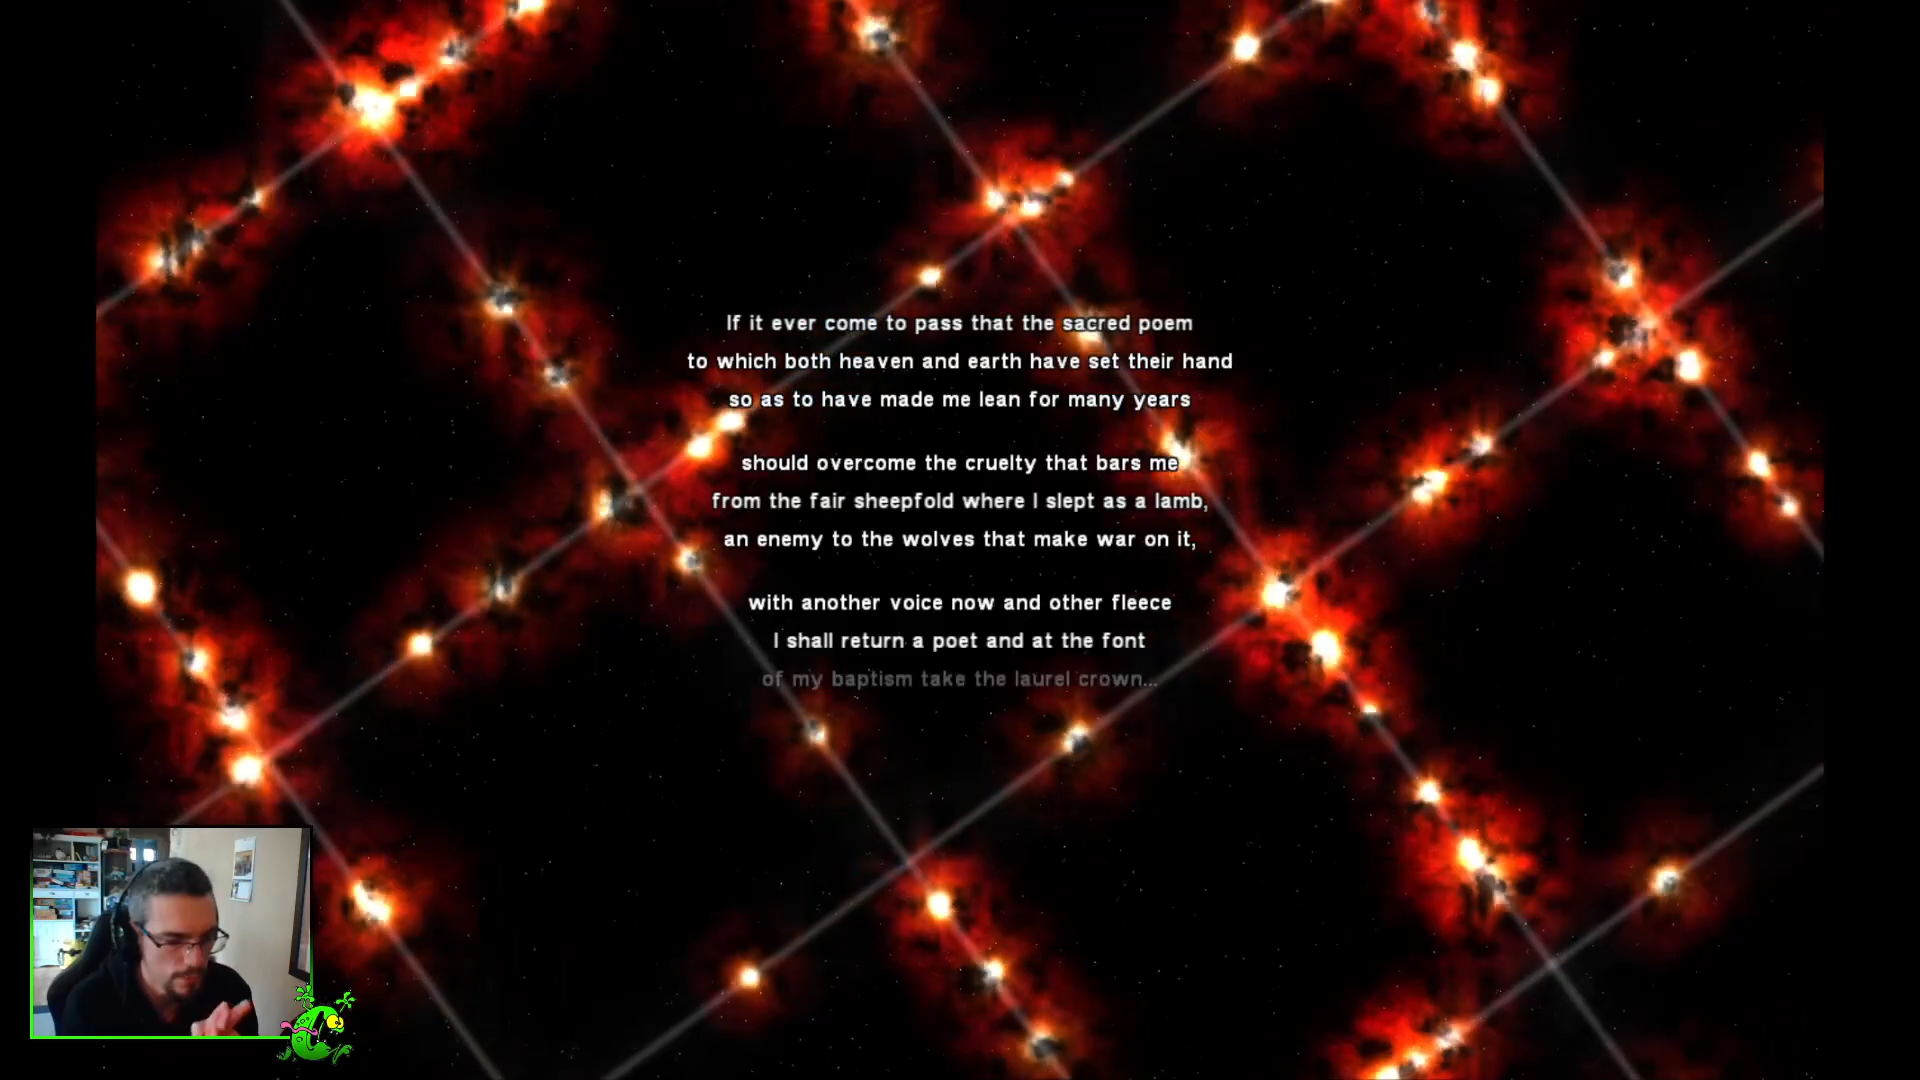 If it ever come to pass that the sacred poem
to which both heaven and earth have set their hand
so as to have made me lean for many years
should overcome the cruelty that bars me
from the fair sheepfold where I slept as a lamb,
an enemy to the wolves that make war on it,
with another voice now and other fleece
I shall return a poet and at the font
of my baptism take the laurel crown...